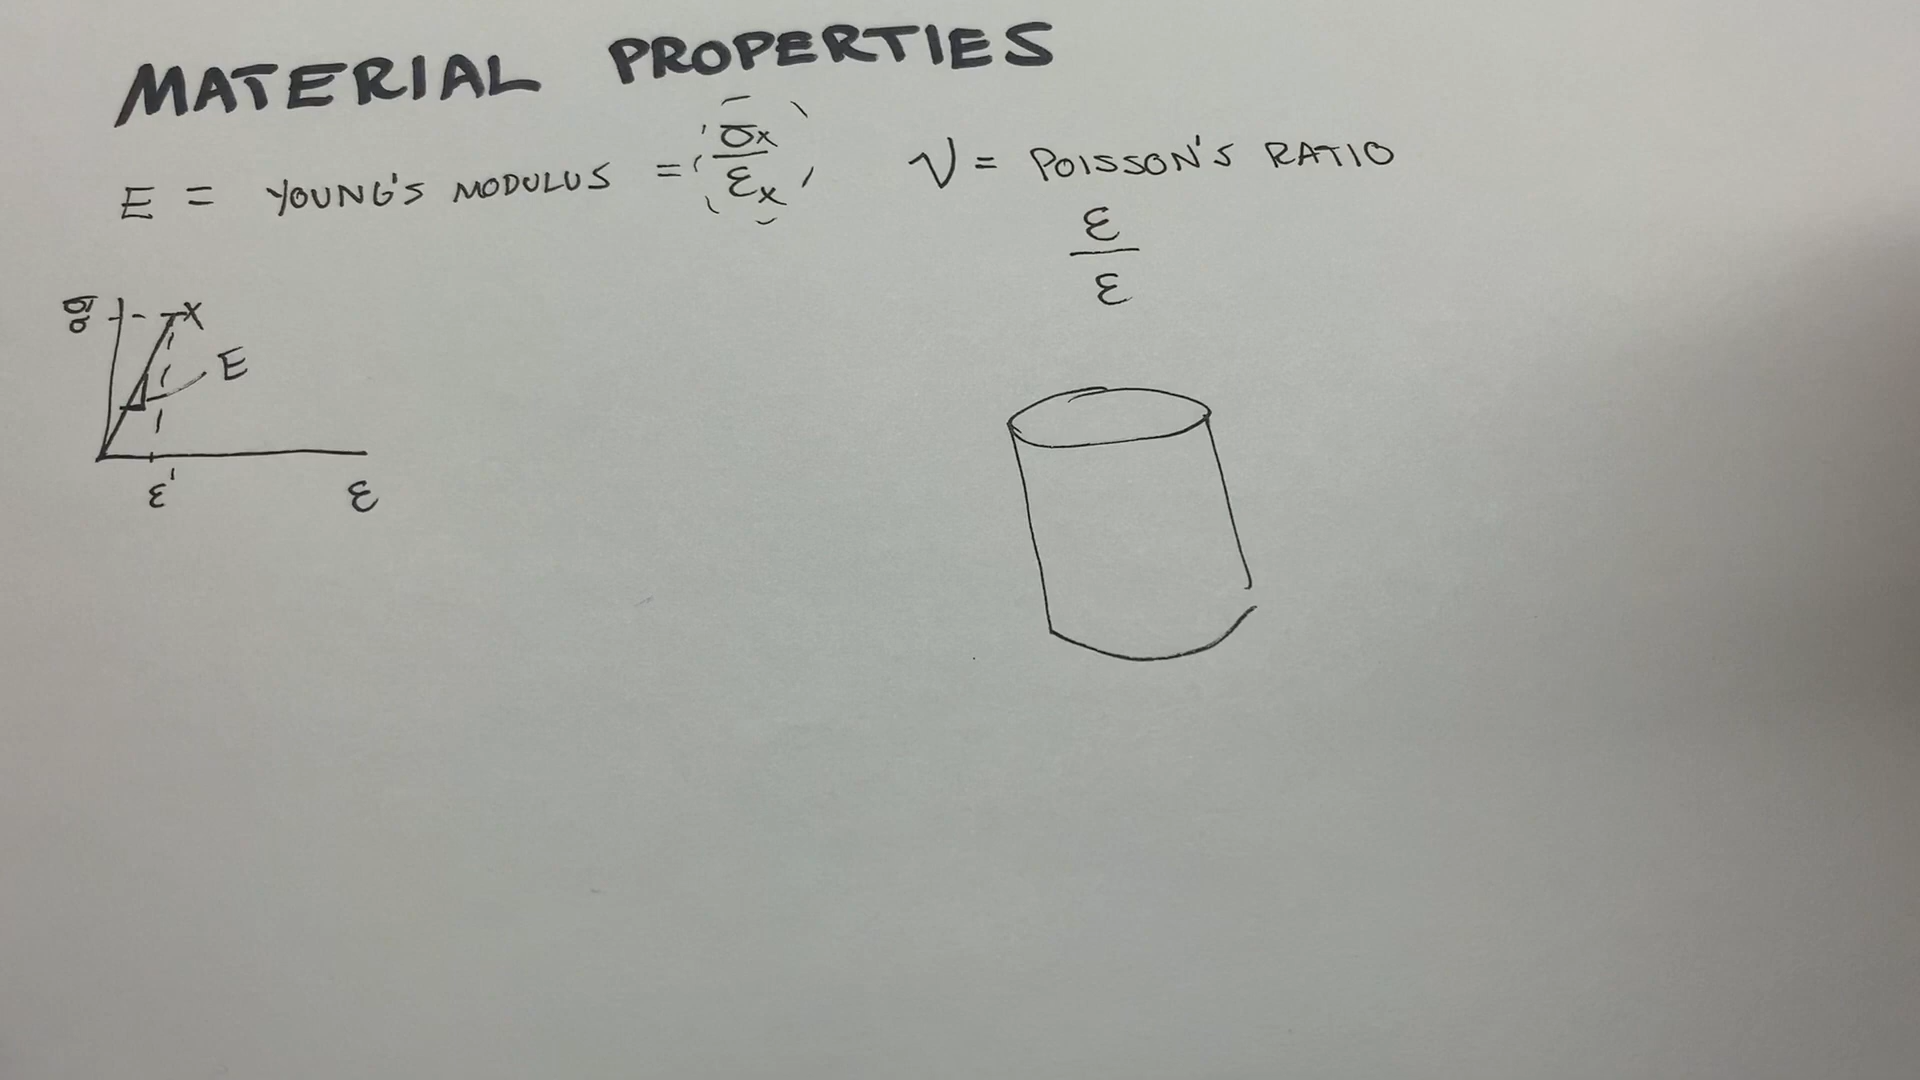 MATERIAL PROPERTIES
E = YOUNG'S MODULUS = σx / εx
ν = POISSON'S RATIO
ε / ε
σ
σ
x
E
ε'
ε